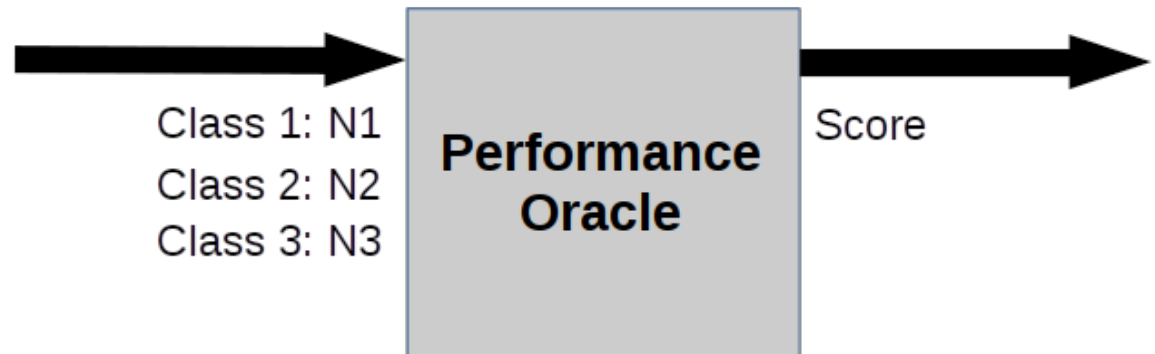 Class 1: N1
Class 2: N2
Class 3: N3
Performance
Oracle
Score